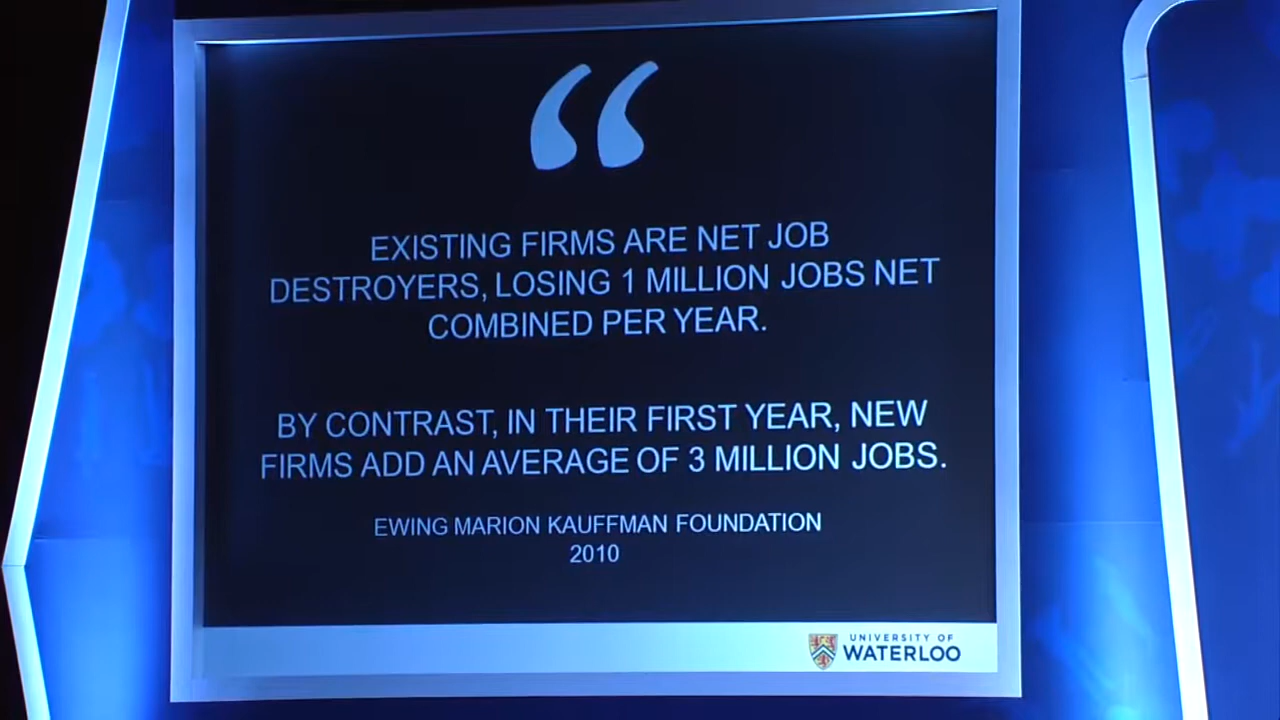 “
EXISTING FIRMS ARE NET JOB
DESTROYERS, LOSING 1 MILLION JOBS NET
COMBINED PER YEAR.
BY CONTRAST, IN THEIR FIRST YEAR, NEW
FIRMS ADD AN AVERAGE OF 3 MILLION JOBS.
EWING MARION KAUFFMAN FOUNDATION
2010
UNIVERSITY OF
WATERLOO